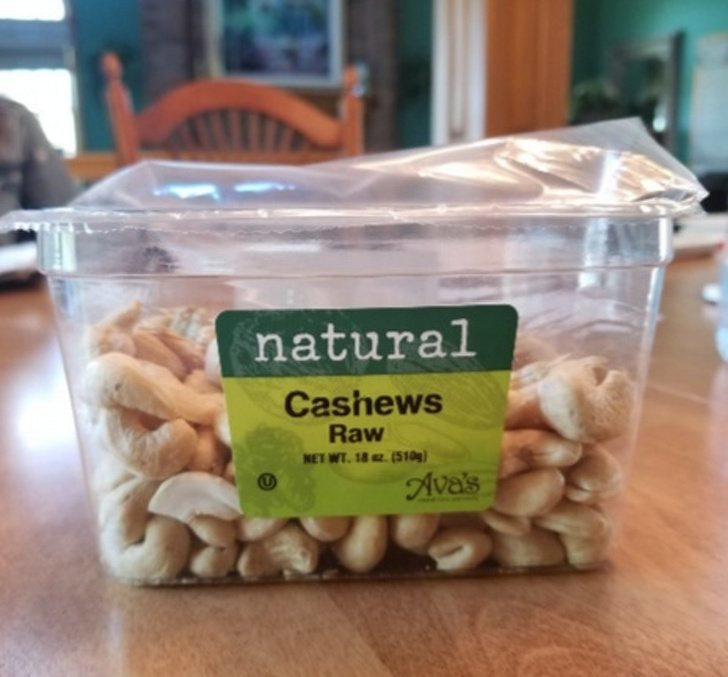 natural
Cashews
Raw
NET WT. 18 oz. (510g)
U
Ava's